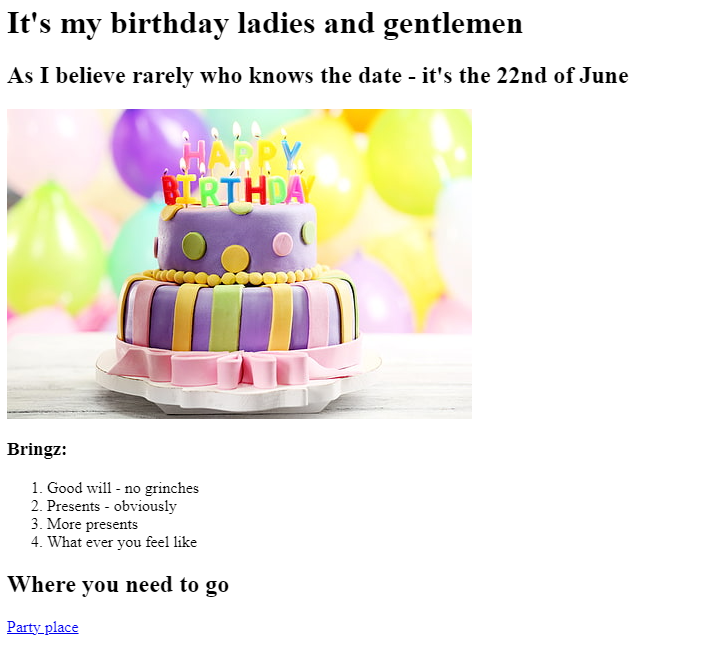 It's my birthday ladies and gentlemen
As I believe rarely who knows the date - it's the 22nd of June
HAPPY
BIRTHDAY
Bringz:
1. Good will - no grinches
2. Presents - obviously
3. More presents
4. What ever you feel like
Where you need to go
Party place